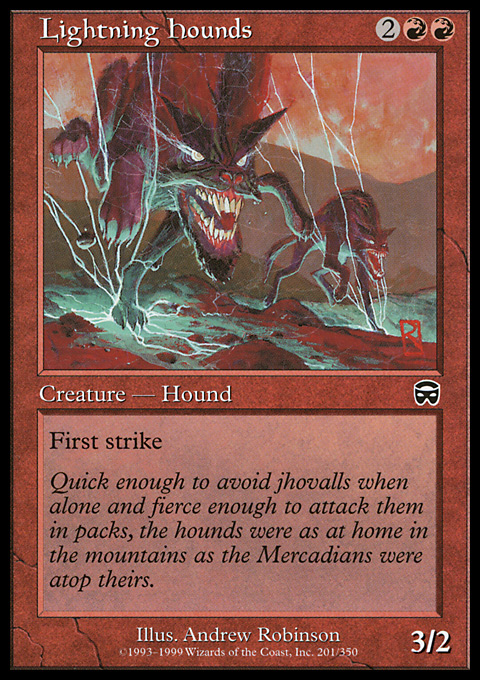 Lightning Hounds 2
Creature — Hound
First strike
Quick enough to avoid jhovalls when
alone and fierce enough to attack them
in packs, the hounds were as at home in
the mountains as the Mercadians were
atop theirs.
Illus. Andrew Robinson
©1993–1999 Wizards of the Coast, Inc. 201/350
3/2